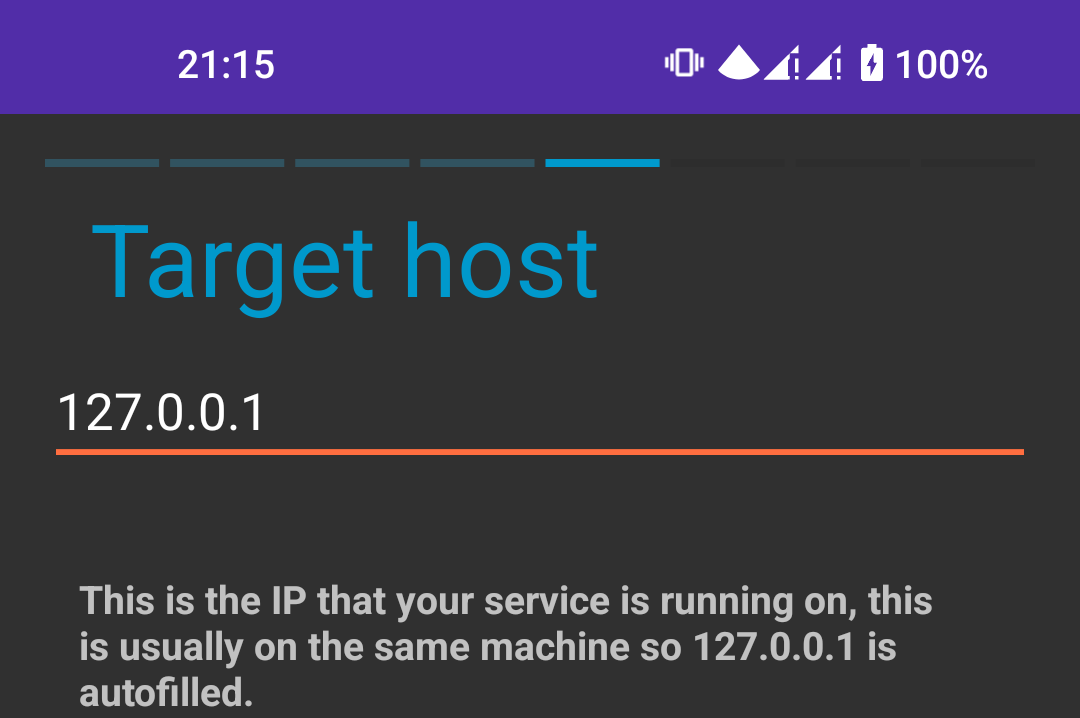 21:15 100%
Target host
127.0.0.1
This is the IP that your service is running on, this
is usually on the same machine so 127.0.0.1 is
autofilled.